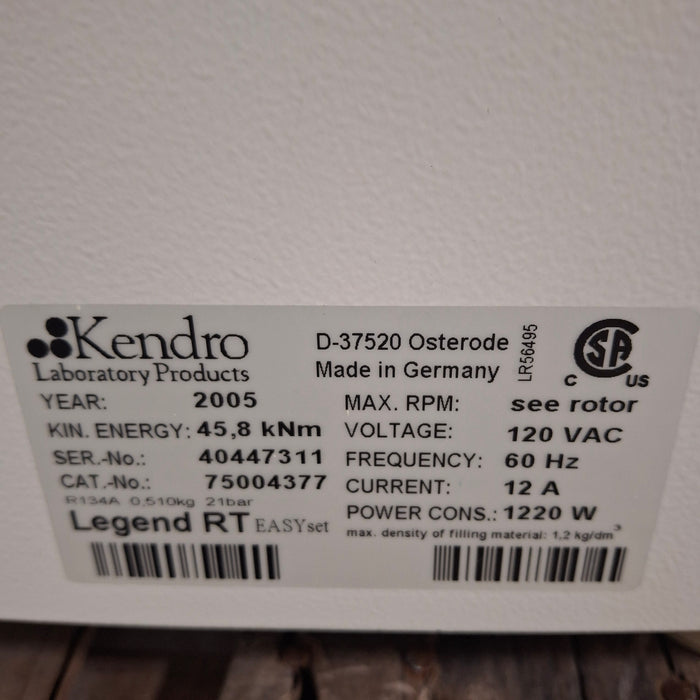 Kendro
Laboratory Products
D-37520 Osterode
Made in Germany
LR56495
CSA
C US
YEAR: 2005
KIN. ENERGY: 45,8 kNm
SER.-No.: 40447311
CAT.-No.: 75004377
R134A 0,510kg 21bar
Legend RT EASYset
MAX. RPM: see rotor
VOLTAGE: 120 VAC
FREQUENCY: 60 Hz
CURRENT: 12 A
POWER CONS.: 1220 W
max. density of filling material: 1,2 kg/dm³